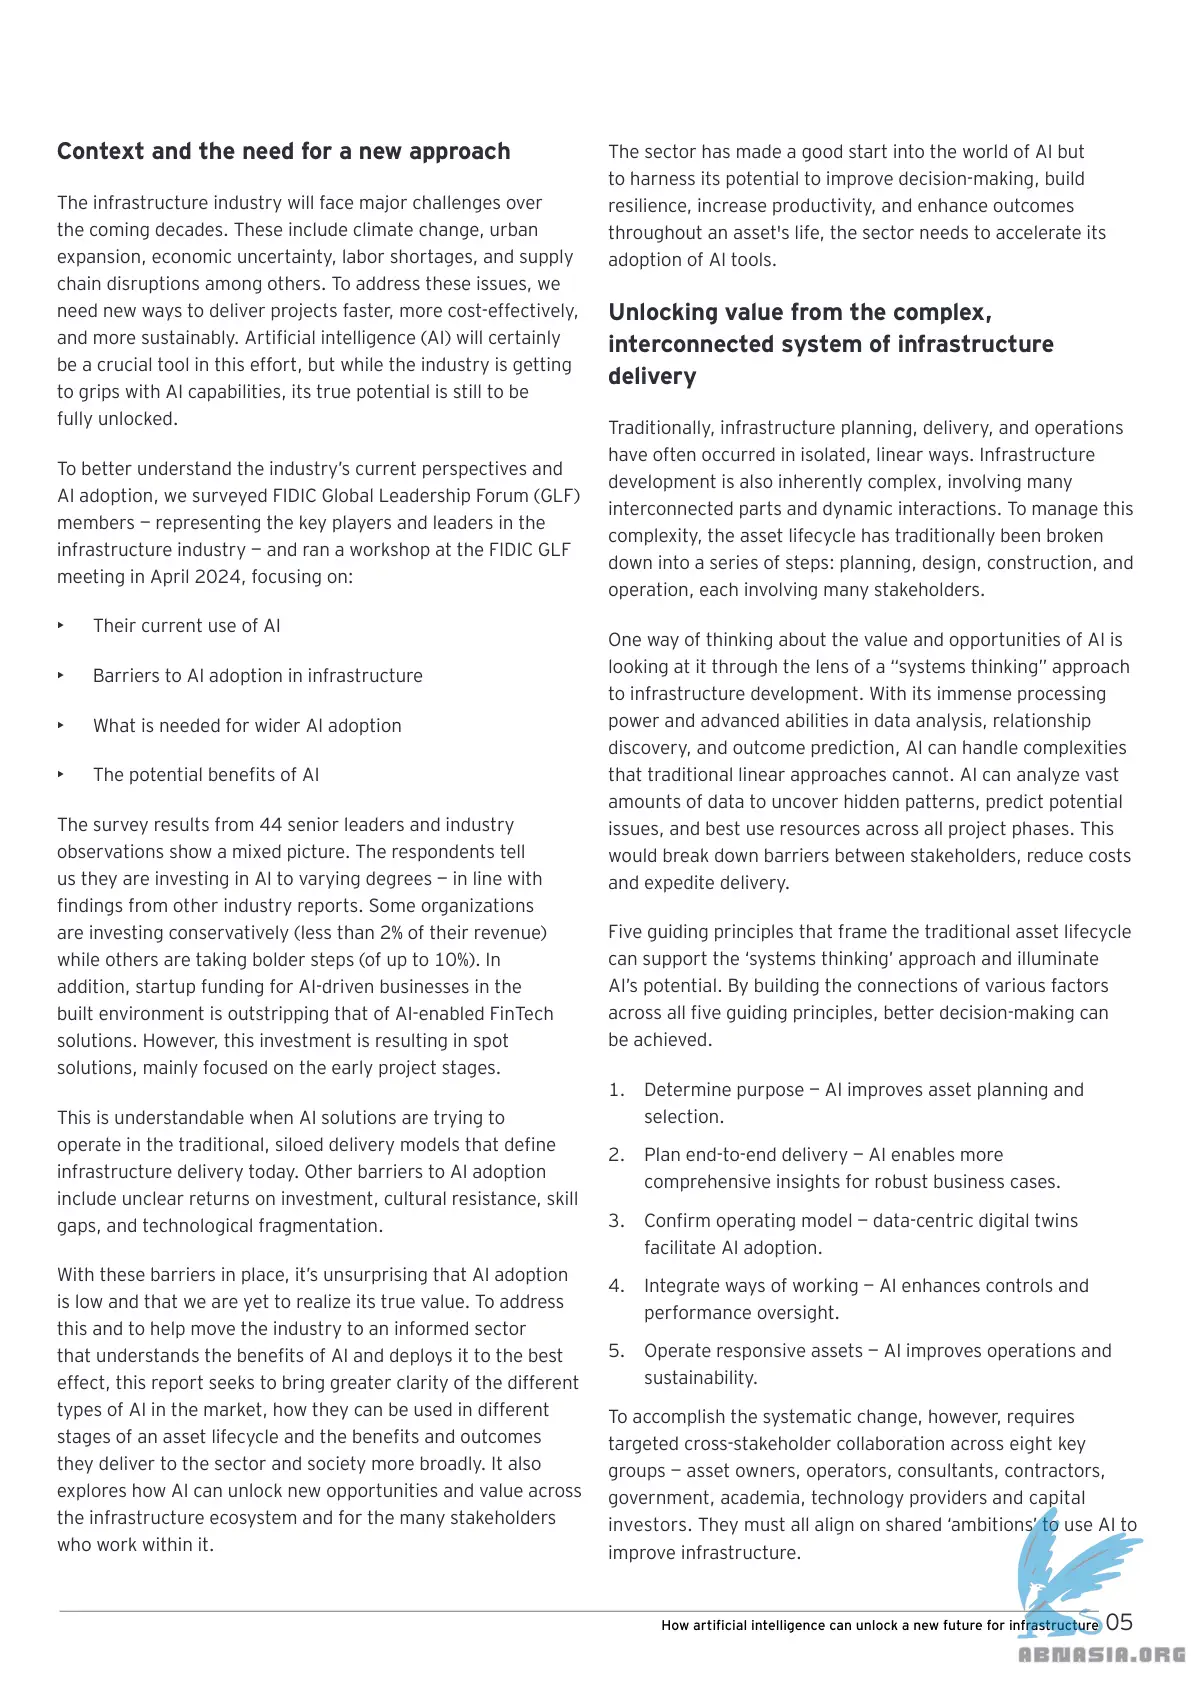 Context and the need for a new approach
The infrastructure industry will face major challenges over
the coming decades. These include climate change, urban
expansion, economic uncertainty, labor shortages, and supply
chain disruptions among others. To address these issues, we
need new ways to deliver projects faster, more cost-effectively,
and more sustainably. Artificial intelligence (AI) will certainly
be a crucial tool in this effort, but while the industry is getting
to grips with AI capabilities, its true potential is still to be
fully unlocked.
To better understand the industry’s current perspectives and
AI adoption, we surveyed FIDIC Global Leadership Forum (GLF)
members — representing the key players and leaders in the
infrastructure industry — and ran a workshop at the FIDIC GLF
meeting in April 2024, focusing on:
‣ Their current use of AI
‣ Barriers to AI adoption in infrastructure
‣ What is needed for wider AI adoption
‣ The potential benefits of AI
The survey results from 44 senior leaders and industry
observations show a mixed picture. The respondents tell
us they are investing in AI to varying degrees — in line with
findings from other industry reports. Some organizations
are investing conservatively (less than 2% of their revenue)
while others are taking bolder steps (of up to 10%). In
addition, startup funding for AI-driven businesses in the
built environment is outstripping that of AI-enabled FinTech
solutions. However, this investment is resulting in spot
solutions, mainly focused on the early project stages.
This is understandable when AI solutions are trying to
operate in the traditional, siloed delivery models that define
infrastructure delivery today. Other barriers to AI adoption
include unclear returns on investment, cultural resistance, skill
gaps, and technological fragmentation.
With these barriers in place, it’s unsurprising that AI adoption
is low and that we are yet to realize its true value. To address
this and to help move the industry to an informed sector
that understands the benefits of AI and deploys it to the best
effect, this report seeks to bring greater clarity of the different
types of AI in the market, how they can be used in different
stages of an asset lifecycle and the benefits and outcomes
they deliver to the sector and society more broadly. It also
explores how AI can unlock new opportunities and value across
the infrastructure ecosystem and for the many stakeholders
who work within it.
The sector has made a good start into the world of AI but
to harness its potential to improve decision-making, build
resilience, increase productivity, and enhance outcomes
throughout an asset's life, the sector needs to accelerate its
adoption of AI tools.
Unlocking value from the complex,
interconnected system of infrastructure
delivery
Traditionally, infrastructure planning, delivery, and operations
have often occurred in isolated, linear ways. Infrastructure
development is also inherently complex, involving many
interconnected parts and dynamic interactions. To manage this
complexity, the asset lifecycle has traditionally been broken
down into a series of steps: planning, design, construction, and
operation, each involving many stakeholders.
One way of thinking about the value and opportunities of AI is
looking at it through the lens of a “systems thinking” approach
to infrastructure development. With its immense processing
power and advanced abilities in data analysis, relationship
discovery, and outcome prediction, AI can handle complexities
that traditional linear approaches cannot. AI can analyze vast
amounts of data to uncover hidden patterns, predict potential
issues, and best use resources across all project phases. This
would break down barriers between stakeholders, reduce costs
and expedite delivery.
Five guiding principles that frame the traditional asset lifecycle
can support the ‘systems thinking’ approach and illuminate
AI’s potential. By building the connections of various factors
across all five guiding principles, better decision-making can
be achieved.
1. Determine purpose — AI improves asset planning and
selection.
2. Plan end-to-end delivery — AI enables more
comprehensive insights for robust business cases.
3. Confirm operating model — data-centric digital twins
facilitate AI adoption.
4. Integrate ways of working — AI enhances controls and
performance oversight.
5. Operate responsive assets — AI improves operations and
sustainability.
To accomplish the systematic change, however, requires
targeted cross-stakeholder collaboration across eight key
groups — asset owners, operators, consultants, contractors,
government, academia, technology providers and capital
investors. They must all align on shared ‘ambitions’ to use AI to
improve infrastructure.
How artificial intelligence can unlock a new future for infrastructure 05
ABNASIA.ORG